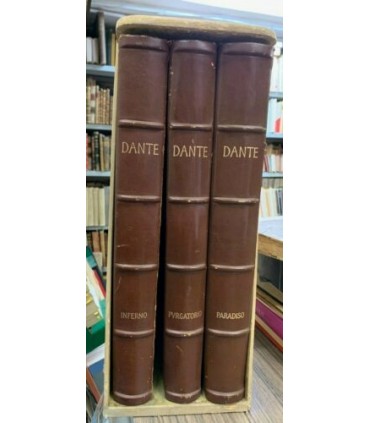 DANTE
INFERNO
DANTE
PVRGATORIO
DANTE
PARADISO